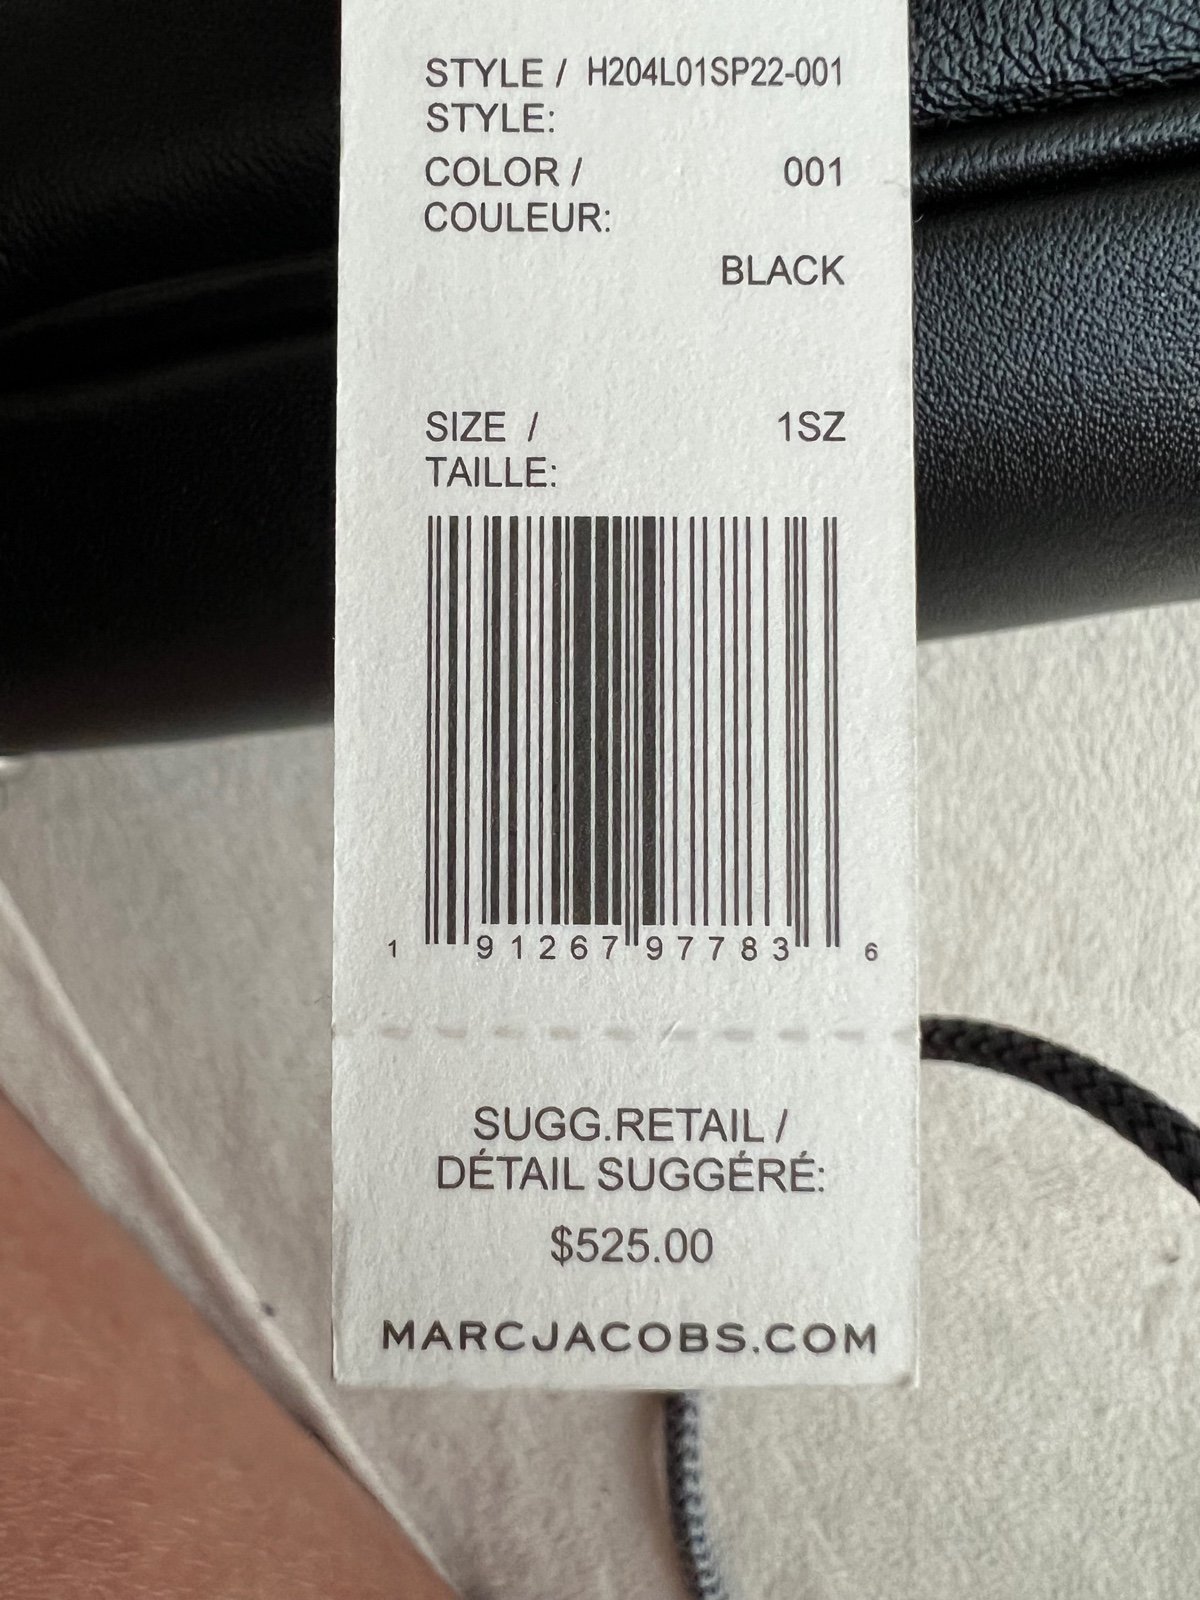 STYLE / H204L01SP22-001
STYLE:
COLOR / 001
COULEUR:
BLACK
SIZE / 1SZ
TAILLE:
1 91267 97783 6
SUGG.RETAIL /
DÉTAIL SUGGÉRÉ:
$525.00
MARCJACOBS.COM